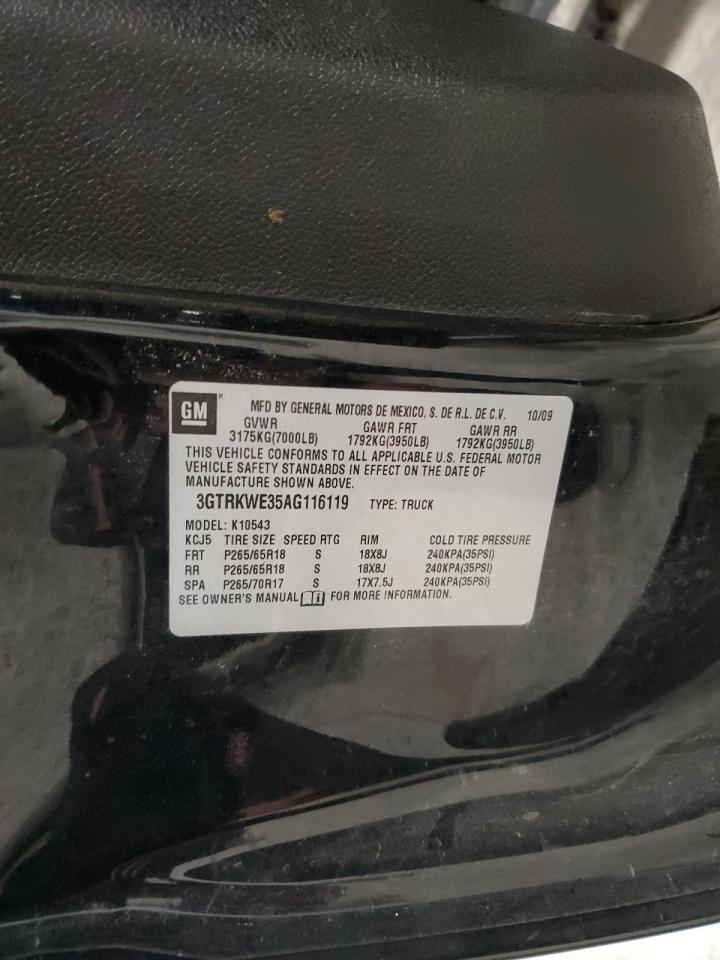 GM MFD BY GENERAL MOTORS DE MEXICO, S. DE R.L. DE C.V. 10/09
GVWR GAWR FRT GAWR RR
3175KG(7000LB) 1792KG(3950LB) 1792KG(3950LB)
THIS VEHICLE CONFORMS TO ALL APPLICABLE U.S. FEDERAL MOTOR
VEHICLE SAFETY STANDARDS IN EFFECT ON THE DATE OF
MANUFACTURE SHOWN ABOVE.
3GTRKWE35AG116119 TYPE: TRUCK
MODEL: K10543
KCJ5 TIRE SIZE SPEED RTG RIM COLD TIRE PRESSURE
FRT P265/65R18 S 18X8J 240KPA(35PSI)
RR P265/65R18 S 18X8J 240KPA(35PSI)
SPA P265/70R17 S 17X7.5J 240KPA(35PSI)
SEE OWNER'S MANUAL FOR MORE INFORMATION.